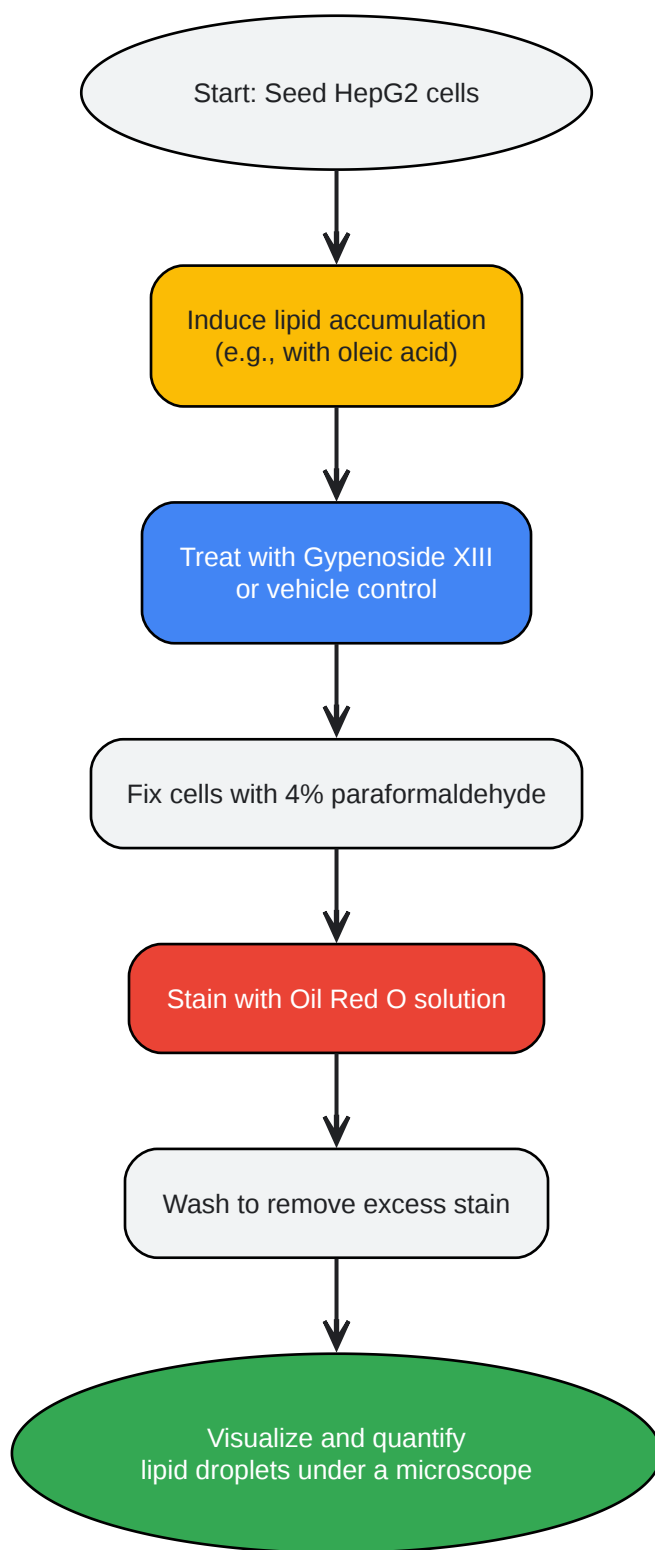 Start: Seed HepG2 cells
Induce lipid accumulation
(e.g., with oleic acid)
Treat with Gypenoside XIII
or vehicle control
Fix cells with 4% paraformaldehyde
Stain with Oil Red O solution
Wash to remove excess stain
Visualize and quantify
lipid droplets under a microscope